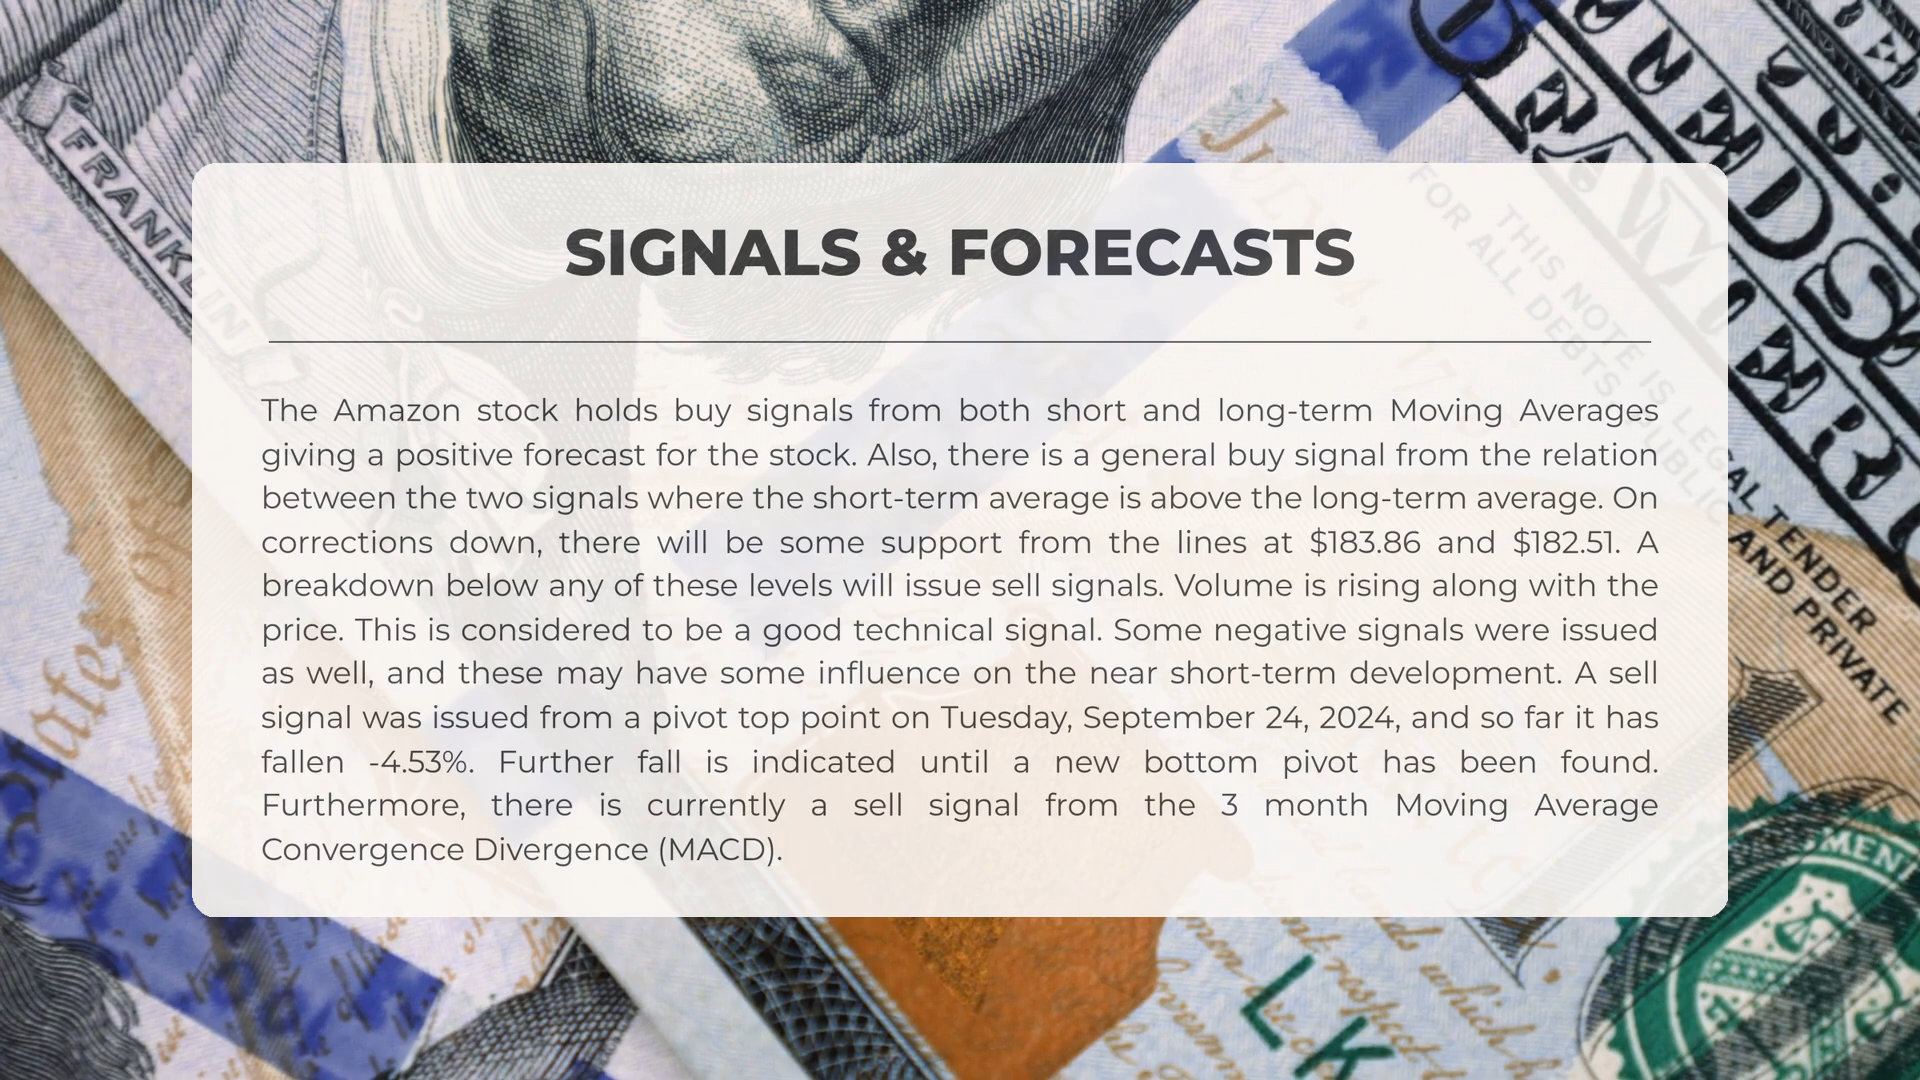 SIGNALS & FORECASTS
The Amazon stock holds buy signals from both short and long-term Moving Averages
giving a positive forecast for the stock. Also, there is a general buy signal from the relation
between the two signals where the short-term average is above the long-term average. On
corrections down, there will be some support from the lines at $183.86 and $182.51. A
breakdown below any of these levels will issue sell signals. Volume is rising along with the
price. This is considered to be a good technical signal. Some negative signals were issued
as well, and these may have some influence on the near short-term development. A sell
signal was issued from a pivot top point on Tuesday, September 24, 2024, and so far it has
fallen -4.53%. Further fall is indicated until a new bottom pivot has been found.
Furthermore, there is currently a sell signal from the 3 month Moving Average
Convergence Divergence (MACD).
FRANKLIN
JULY 4, 17
THIS NOTE IS LEGAL TENDER
FOR ALL DEBTS PUBLIC AND PRIVATE
L K